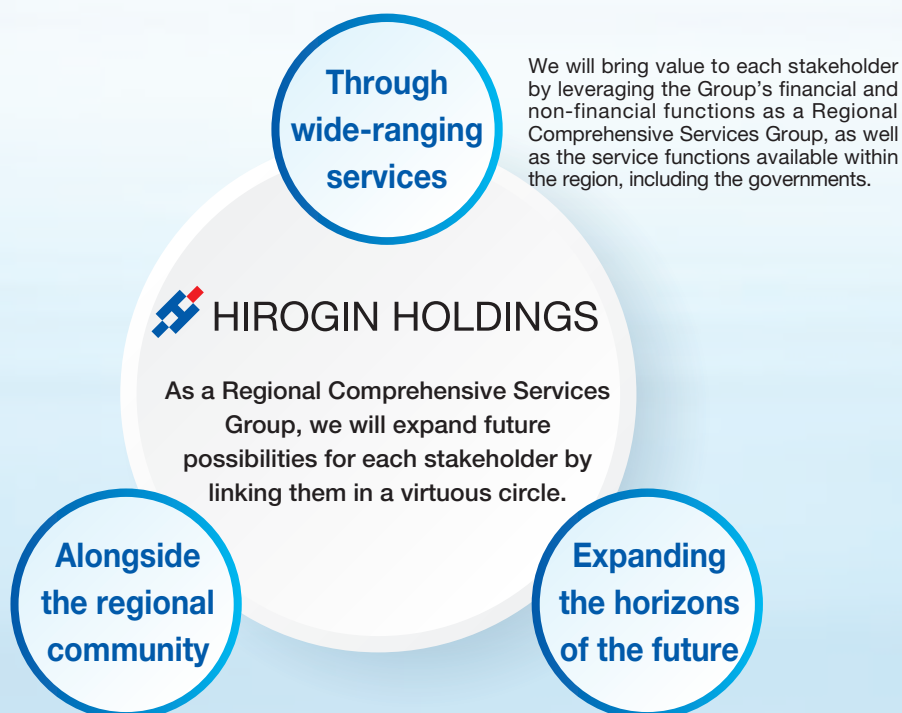 Through
wide-ranging
services
We will bring value to each stakeholder
by leveraging the Group’s financial and
non-financial functions as a Regional
Comprehensive Services Group, as well
as the service functions available within
the region, including the governments.
HIROGIN HOLDINGS
As a Regional Comprehensive Services
Group, we will expand future
possibilities for each stakeholder by
linking them in a virtuous circle.
Alongside
the regional
community
Expanding
the horizons
of the future